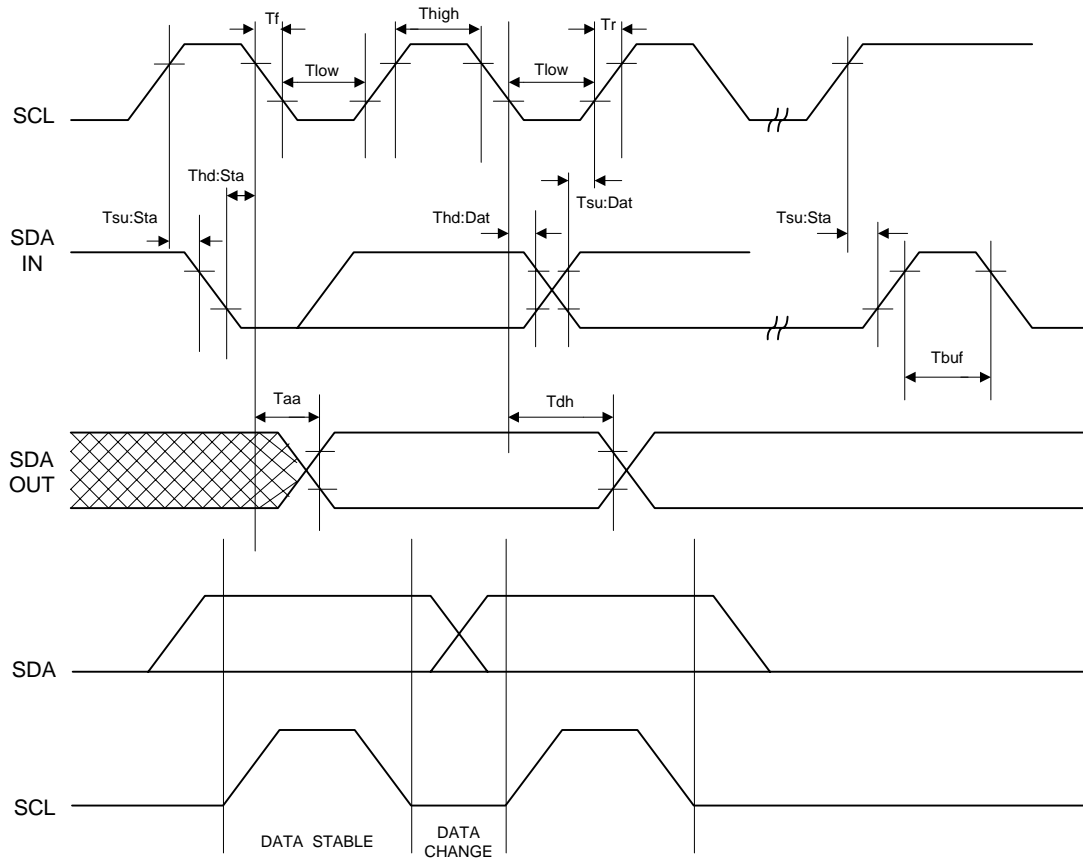 Tf
Thigh
Tr
Tlow
Tlow
SCL
Thd:Sta
Tsu:Sta
Thd:Dat
Tsu:Dat
Tsu:Sta
SDA
IN
Tbuf
Taa
Tdh
SDA
OUT
SDA
SCL
DATA STABLE
DATA
CHANGE